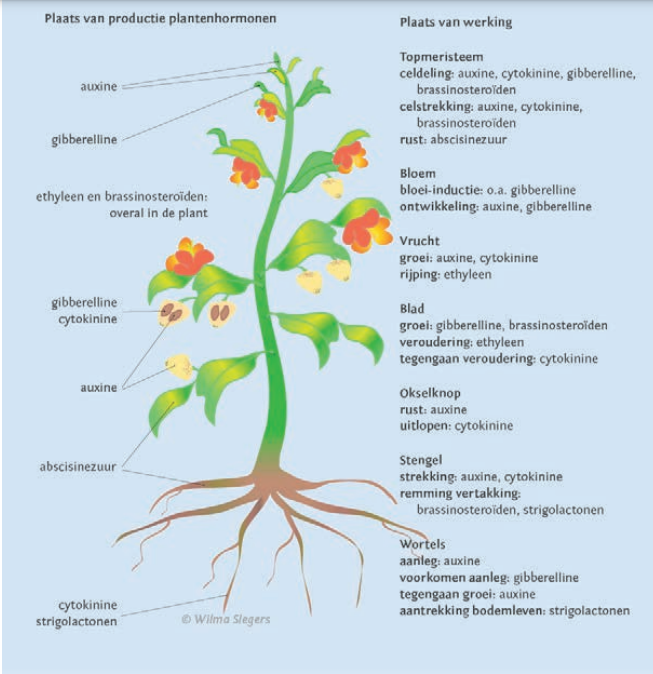 Plaats van productie plantenhormonen
auxine
gibberelline
ethyleen en brassinosteroïden:
overal in de plant
gibberelline
cytokinine
auxine
abscisinezuur
cytokinine
strigolactonen
© Wilma Slegers
Plaats van werking
Topmeristeem
celdeling: auxine, cytokinine, gibberelline,
brassinosteroïden
celstrekking: auxine, cytokinine,
brassinosteroïden
rust: abscisinezuur
Bloem
bloei-inductie: o.a. gibberelline
ontwikkeling: auxine, gibberelline
Vrucht
groei: auxine, cytokinine
rijping: ethyleen
Blad
groei: gibberelline, brassinosteroïden
veroudering: ethyleen
tegengaan veroudering: cytokinine
Okselknop
rust: auxine
uitlopen: cytokinine
Stengel
strekking: auxine, cytokinine
remming vertakking:
brassinosteroïden, strigolactonen
Wortels
aanleg: auxine
voorkomen aanleg: gibberelline
tegengaan groei: auxine
aantrekking bodemleven: strigolactonen